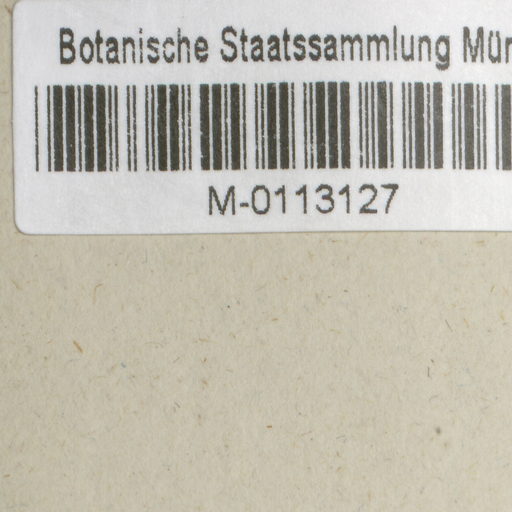 Botanische Staatssammlung Mün
M-0113127